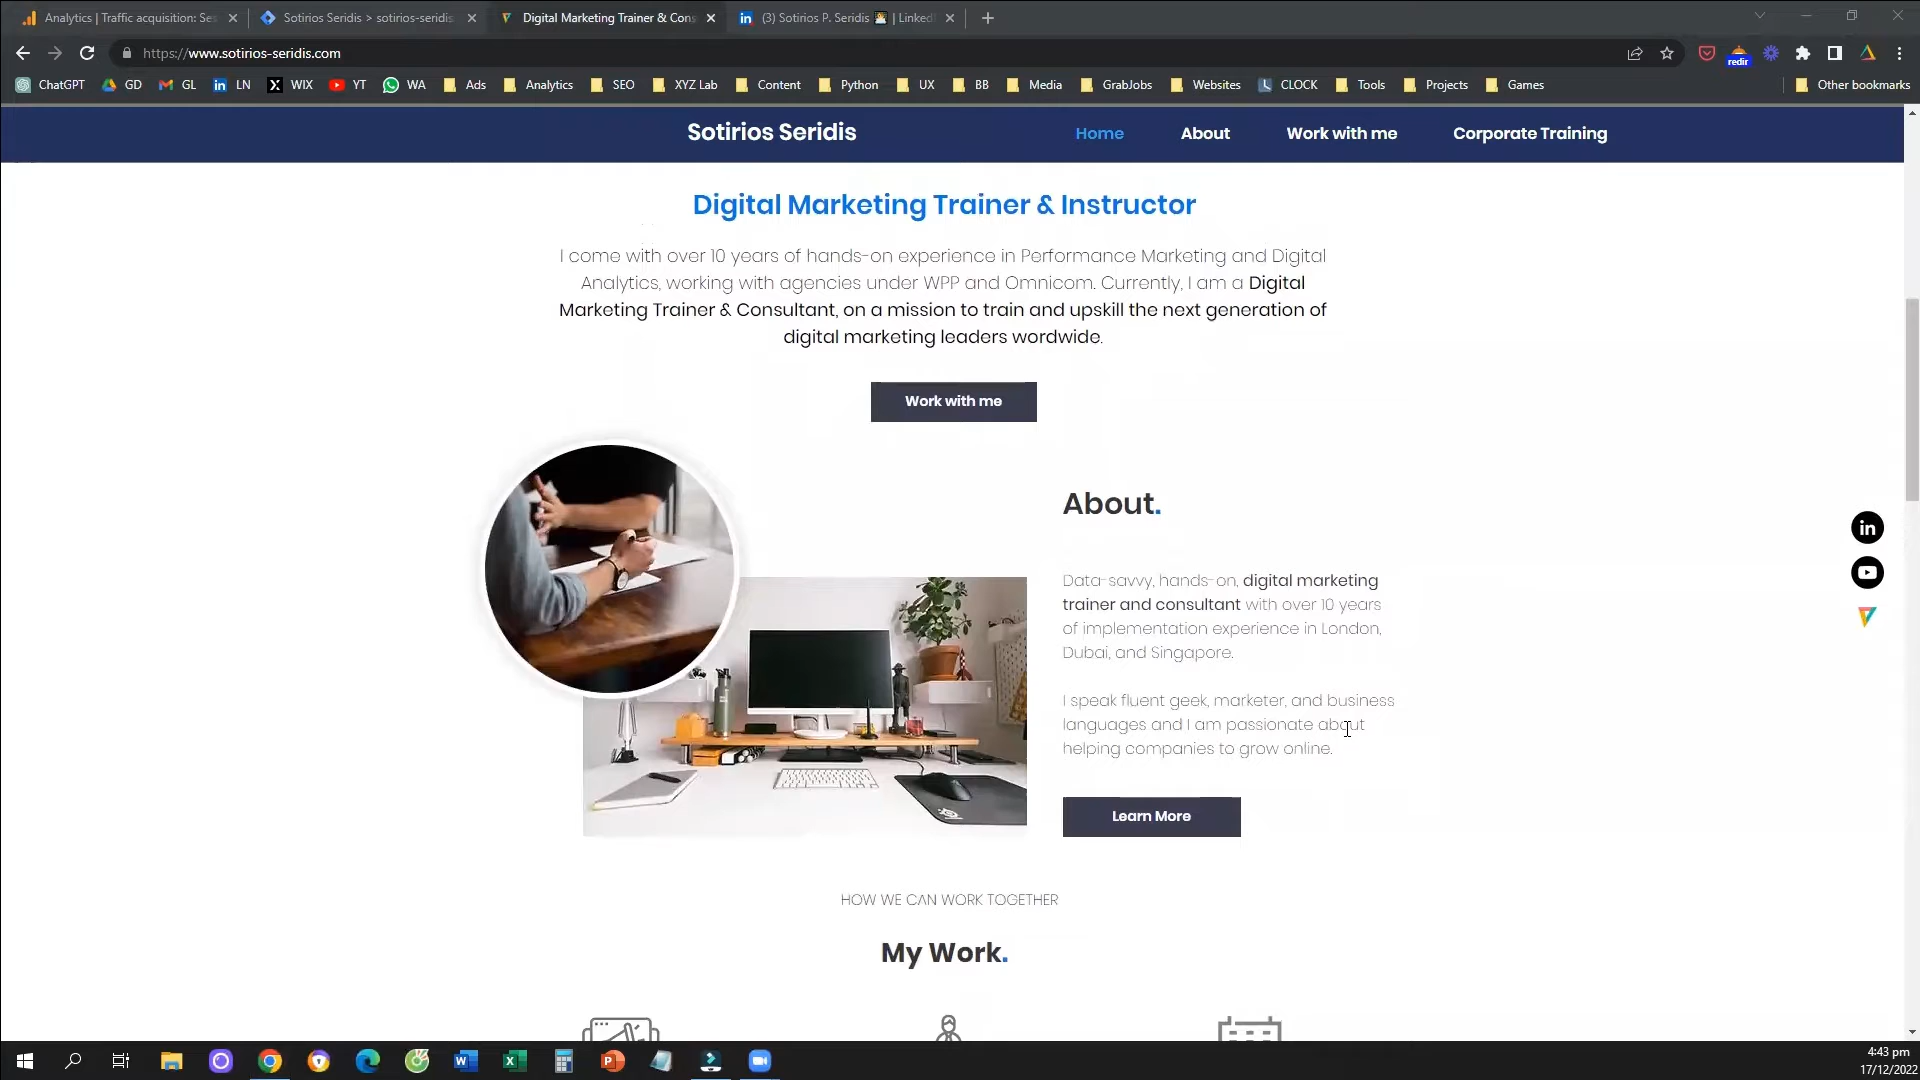 Analytics | Traffic acquisition: Ses
Sotirios Seridis > sotirios-seridis
Digital Marketing Trainer & Cons
(3) Sotirios P. Seridis | Linked
https://www.sotirios-seridis.com
redir
ChatGPT GD GL LN WIX YT WA Ads Analytics SEO XYZ Lab Content Python UX BB Media GrabJobs Websites CLOCK Tools Projects Games Other bookmarks
Sotirios Seridis Home About Work with me Corporate Training
Digital Marketing Trainer & Instructor
I come with over 10 years of hands-on experience in Performance Marketing and Digital
Analytics, working with agencies under WPP and Omnicom. Currently, I am a Digital
Marketing Trainer & Consultant, on a mission to train and upskill the next generation of
digital marketing leaders wordwide.
Work with me
About.
Data-savvy, hands-on, digital marketing
trainer and consultant with over 10 years
of implementation experience in London,
Dubai, and Singapore.
I speak fluent geek, marketer, and business
languages and I am passionate about
helping companies to grow online.
Learn More
HOW WE CAN WORK TOGETHER
My Work.
4:43 pm
17/12/2022